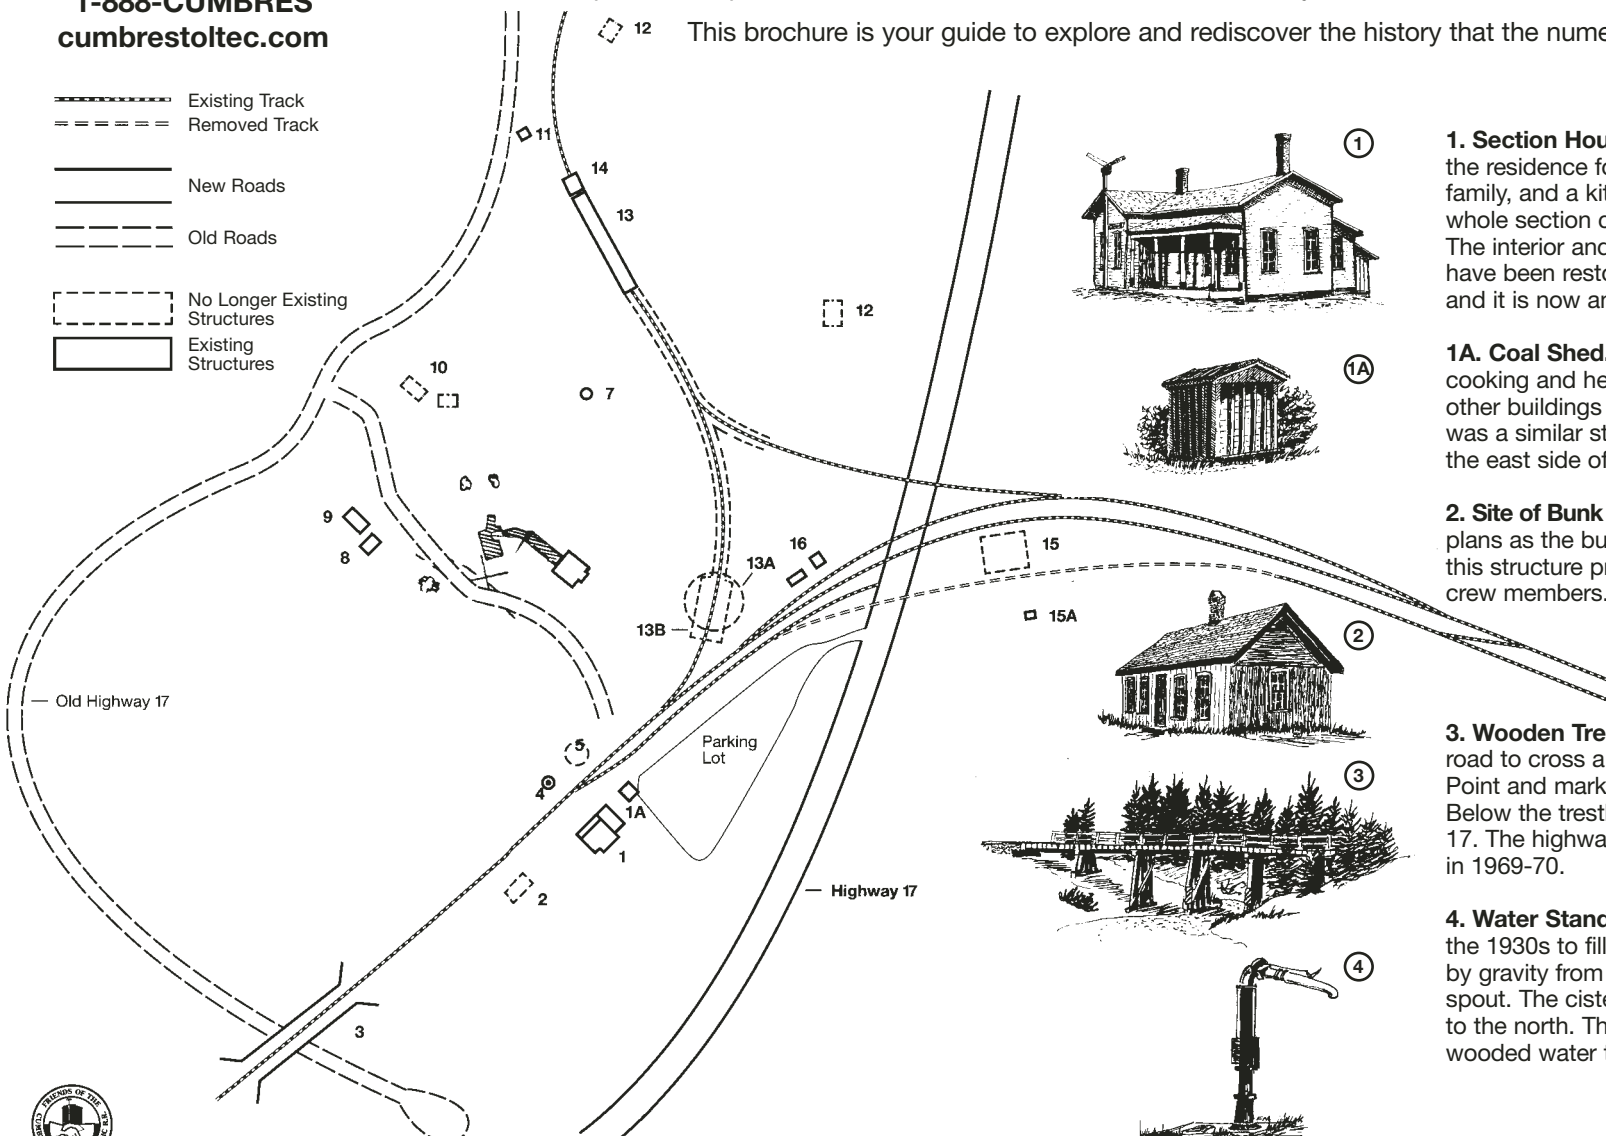 1-888-CUMBRES
cumbrestoltec.com
This brochure is your guide to explore and rediscover the history that the nume
Existing Track
Removed Track
New Roads
Old Roads
No Longer Existing
Structures
Existing
Structures
12
11
14
13
12
10
7
9
8
16
13A
13B
15
15A
Old Highway 17
5
4
Parking
Lot
1A
1
2
Highway 17
3
1
1A
2
3
4
1. Section Hou
the residence fo
family, and a kit
whole section c
The interior and
have been resto
and it is now an
1A. Coal Shed.
cooking and he
other buildings
was a similar st
the east side of
2. Site of Bunk
plans as the bu
this structure pr
crew members.
3. Wooden Tre
road to cross a
Point and mark
Below the trestl
17. The highwa
in 1969-70.
4. Water Stand
the 1930s to fill
by gravity from
spout. The ciste
to the north. Th
wooded water t
FRIENDS OF THE